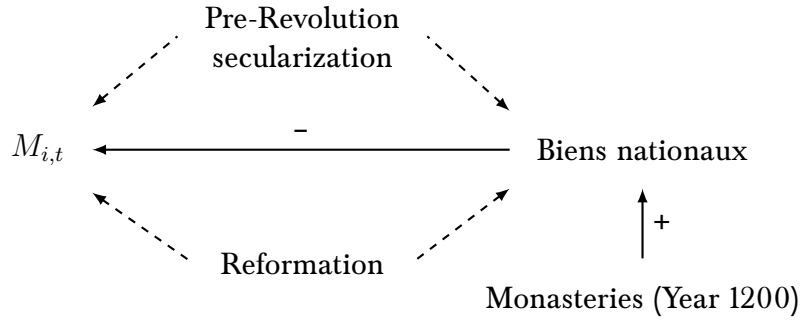 Pre-Revolution
secularization
–
M_{i,t}
Biens nationaux
+
Reformation
Monasteries (Year 1200)